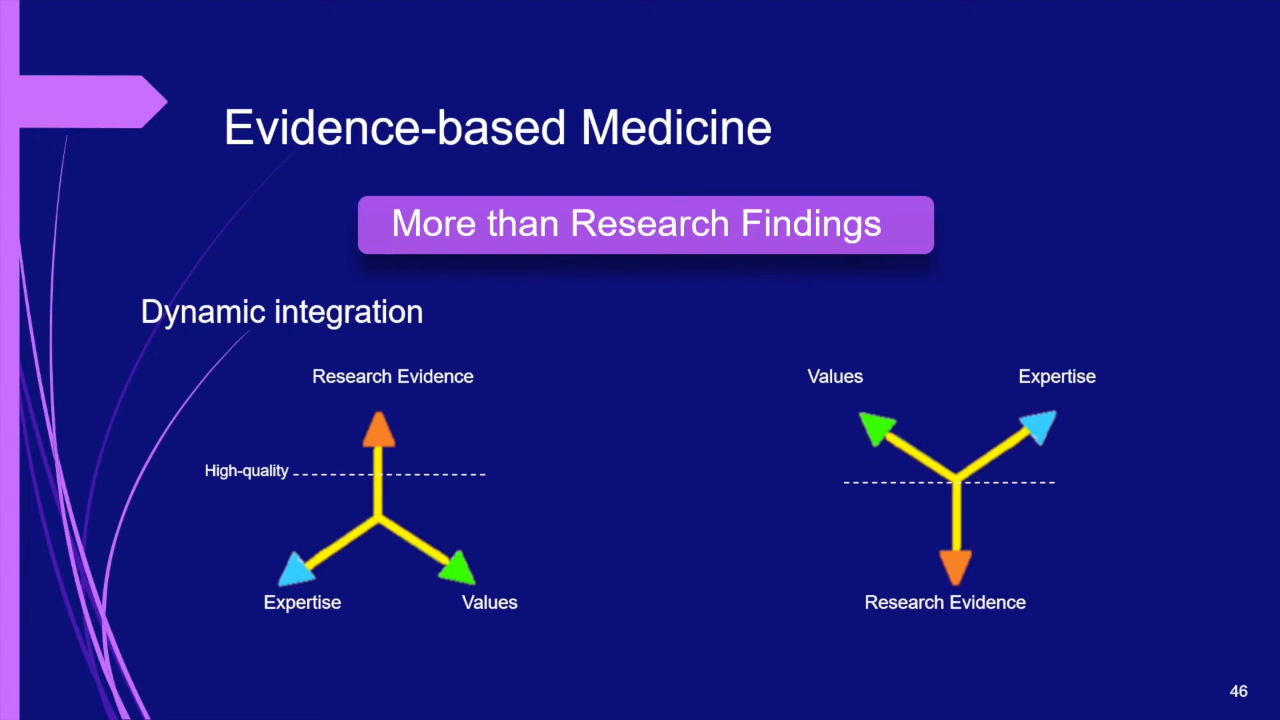 Evidence-based Medicine
More than Research Findings
Dynamic integration
Research Evidence
High-quality
Expertise
Values
Values
Expertise
Research Evidence
46